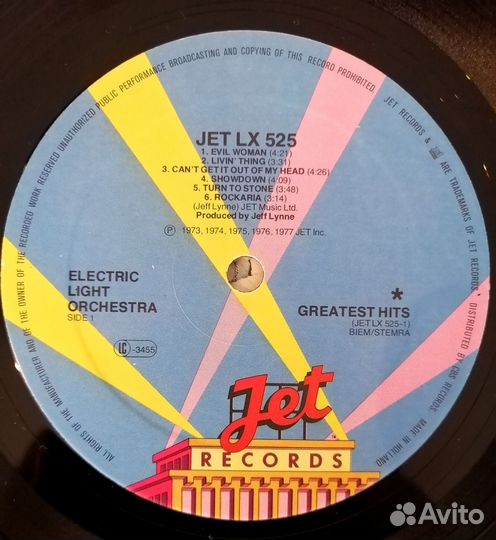 ALL RIGHTS OF THE MANUFACTURER AND OF THE OWNER OF THE RECORDED WORK RESERVED UNAUTHORIZED PUBLIC PERFORMANCE BROADCASTING AND COPYING OF THIS RECORD PROHIBITED
JET RECORDS & ARE TRADEMARKS OF JET RECORDS. DISTRIBUTED BY CBS RECORDS. MADE IN HOLLAND
JET LX 525
1. EVIL WOMAN (4:21)
2. LIVIN' THING (3:31)
3. CAN'T GET IT OUT OF MY HEAD (4:26)
4. SHOWDOWN (4:09)
5. TURN TO STONE (3:48)
6. ROCKARIA (3:14)
(Jeff Lynne) JET Music Ltd.
Produced by Jeff Lynne
Ⓟ 1973, 1974, 1975, 1976, 1977 JET Inc.
ELECTRIC
LIGHT
ORCHESTRA
SIDE 1
LC -3455
*
GREATEST HITS
(JET LX 525-1)
BIEM/STEMRA
Jet
RECORDS
Avito